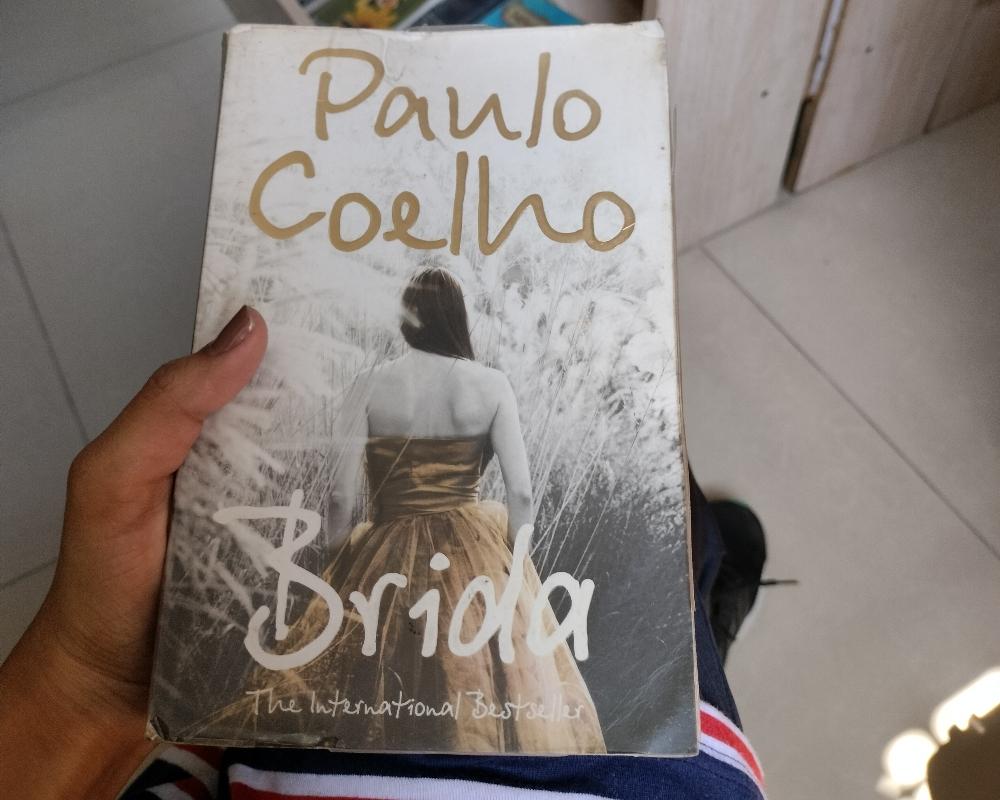 Paulo
Coelho
Brida
The International Bestseller